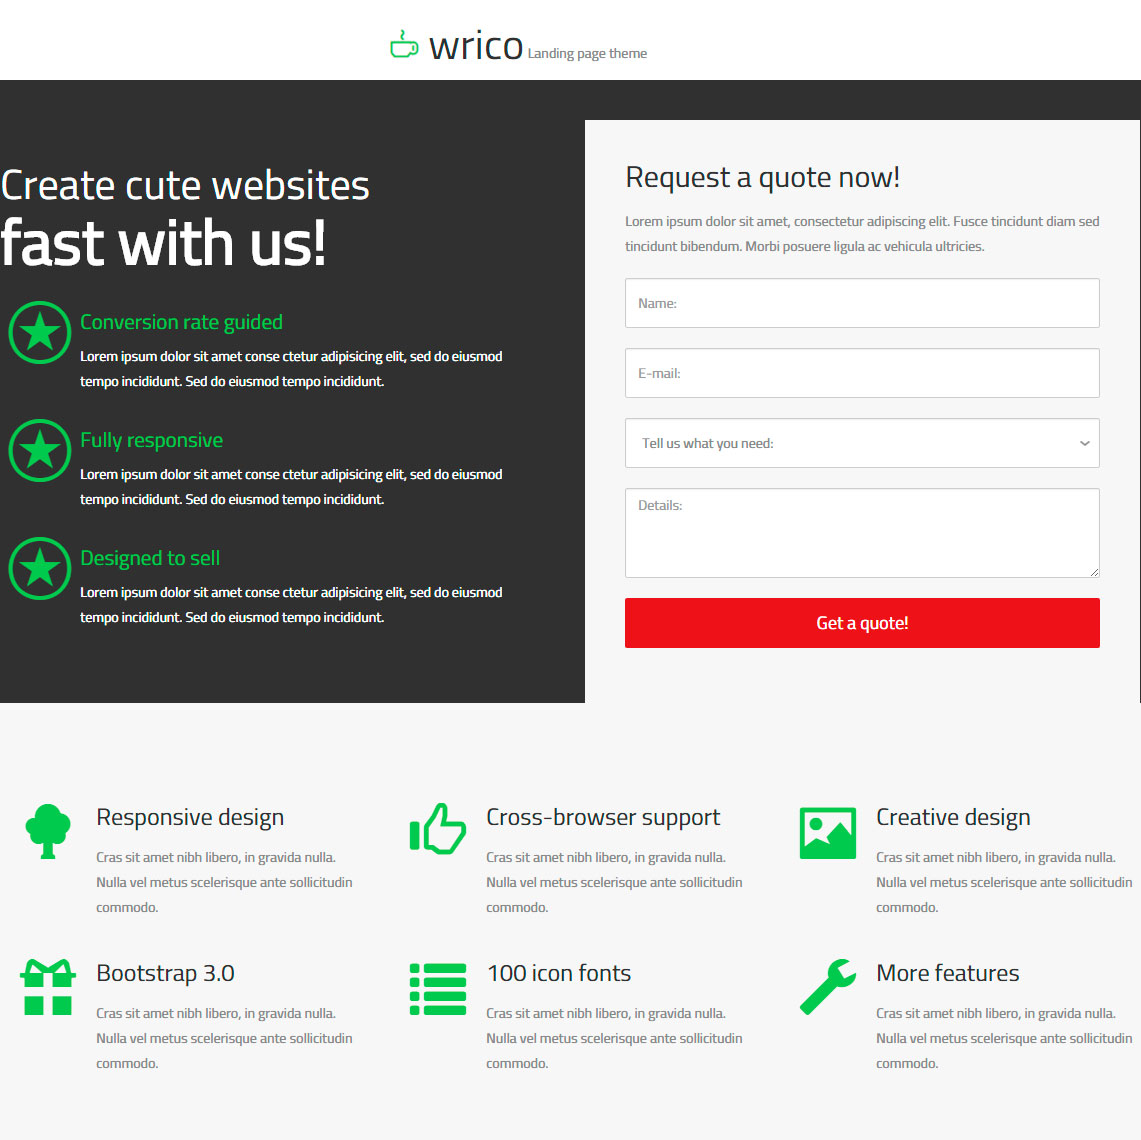 wrico Landing page theme
Create cute websites
fast with us!
Conversion rate guided
Lorem ipsum dolor sit amet conse ctetur adipisicing elit, sed do eiusmod
tempo incididunt. Sed do eiusmod tempo incididunt.
Fully responsive
Lorem ipsum dolor sit amet conse ctetur adipisicing elit, sed do eiusmod
tempo incididunt. Sed do eiusmod tempo incididunt.
Designed to sell
Lorem ipsum dolor sit amet conse ctetur adipisicing elit, sed do eiusmod
tempo incididunt. Sed do eiusmod tempo incididunt.
Request a quote now!
Lorem ipsum dolor sit amet, consectetur adipiscing elit. Fusce tincidunt diam sed
tincidunt bibendum. Morbi posuere ligula ac vehicula ultricies.
Name:
E-mail:
Tell us what you need:
Details:
Get a quote!
Responsive design
Cras sit amet nibh libero, in gravida nulla.
Nulla vel metus scelerisque ante sollicitudin
commodo.
Cross-browser support
Cras sit amet nibh libero, in gravida nulla.
Nulla vel metus scelerisque ante sollicitudin
commodo.
Creative design
Cras sit amet nibh libero, in gravida nulla.
Nulla vel metus scelerisque ante sollicitudin
commodo.
Bootstrap 3.0
Cras sit amet nibh libero, in gravida nulla.
Nulla vel metus scelerisque ante sollicitudin
commodo.
100 icon fonts
Cras sit amet nibh libero, in gravida nulla.
Nulla vel metus scelerisque ante sollicitudin
commodo.
More features
Cras sit amet nibh libero, in gravida nulla.
Nulla vel metus scelerisque ante sollicitudin
commodo.